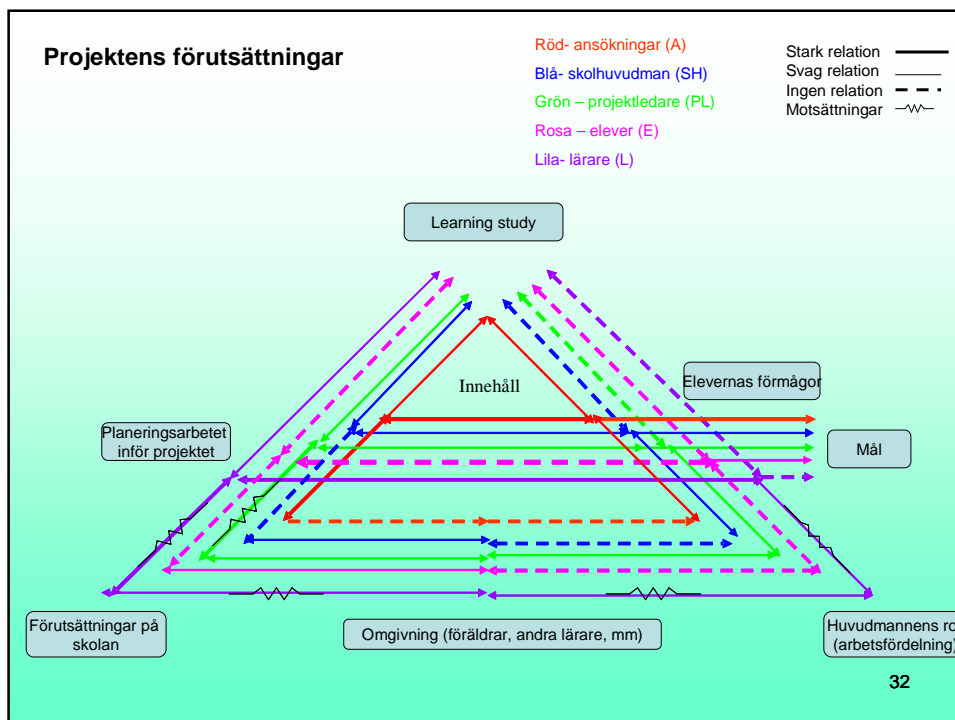 Projektens förutsättningar
Röd- ansökningar (A)
Blå- skolhuvudman (SH)
Grön – projektledare (PL)
Rosa – elever (E)
Lila- lärare (L)
Stark relation
Svag relation
Ingen relation
Motsättningar
Learning study
Innehåll
Elevernas förmågor
Planeringsarbetet
inför projektet
Mål
Förutsättningar på
skolan
Omgivning (föräldrar, andra lärare, mm)
Huvudmannens ro
(arbetsfördelning)
32